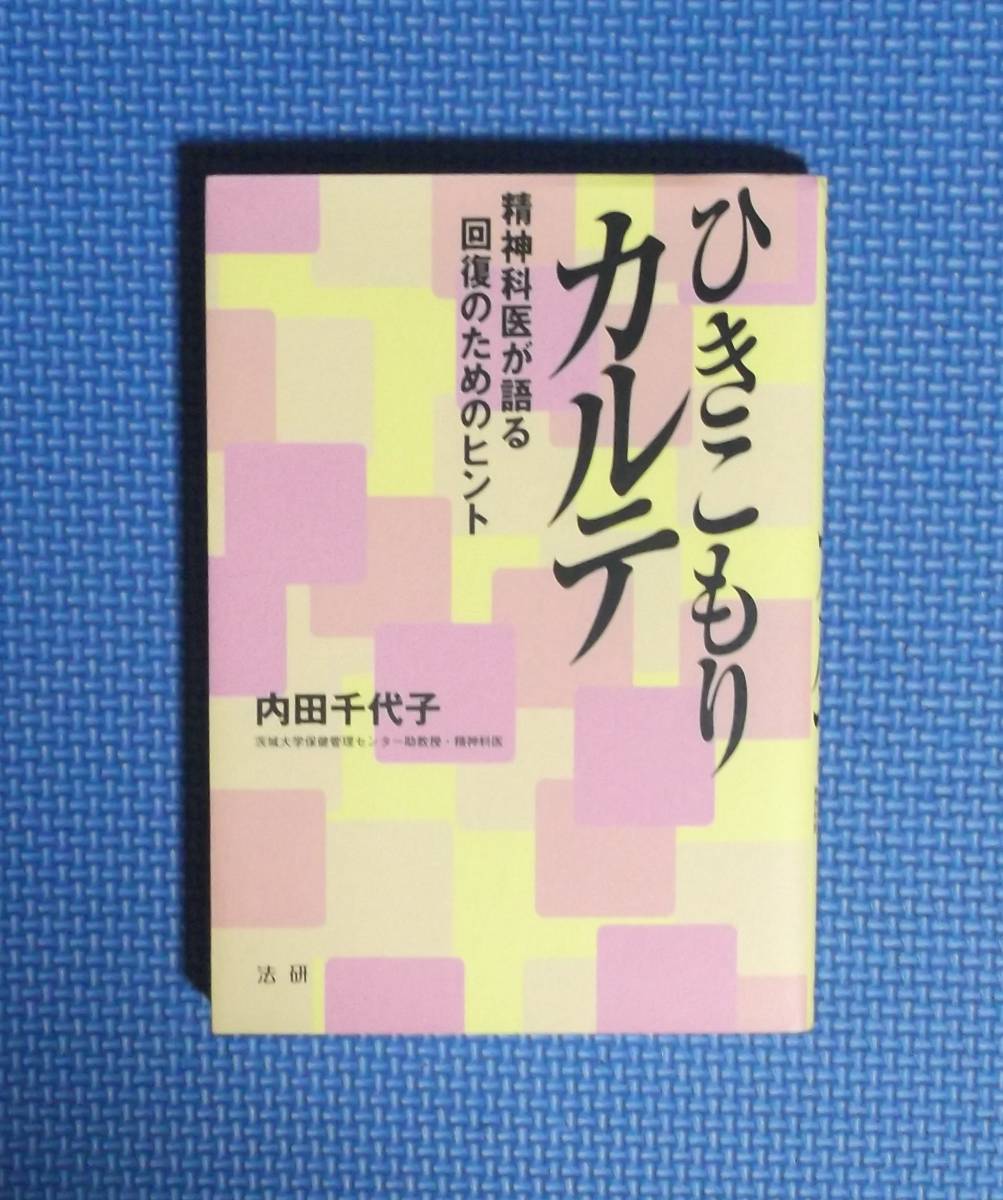 ひきこもり
カルテ
精神科医が語る
回復のためのヒント
内田千代子
茨城大学保健管理センター助教授・精神科医
法研